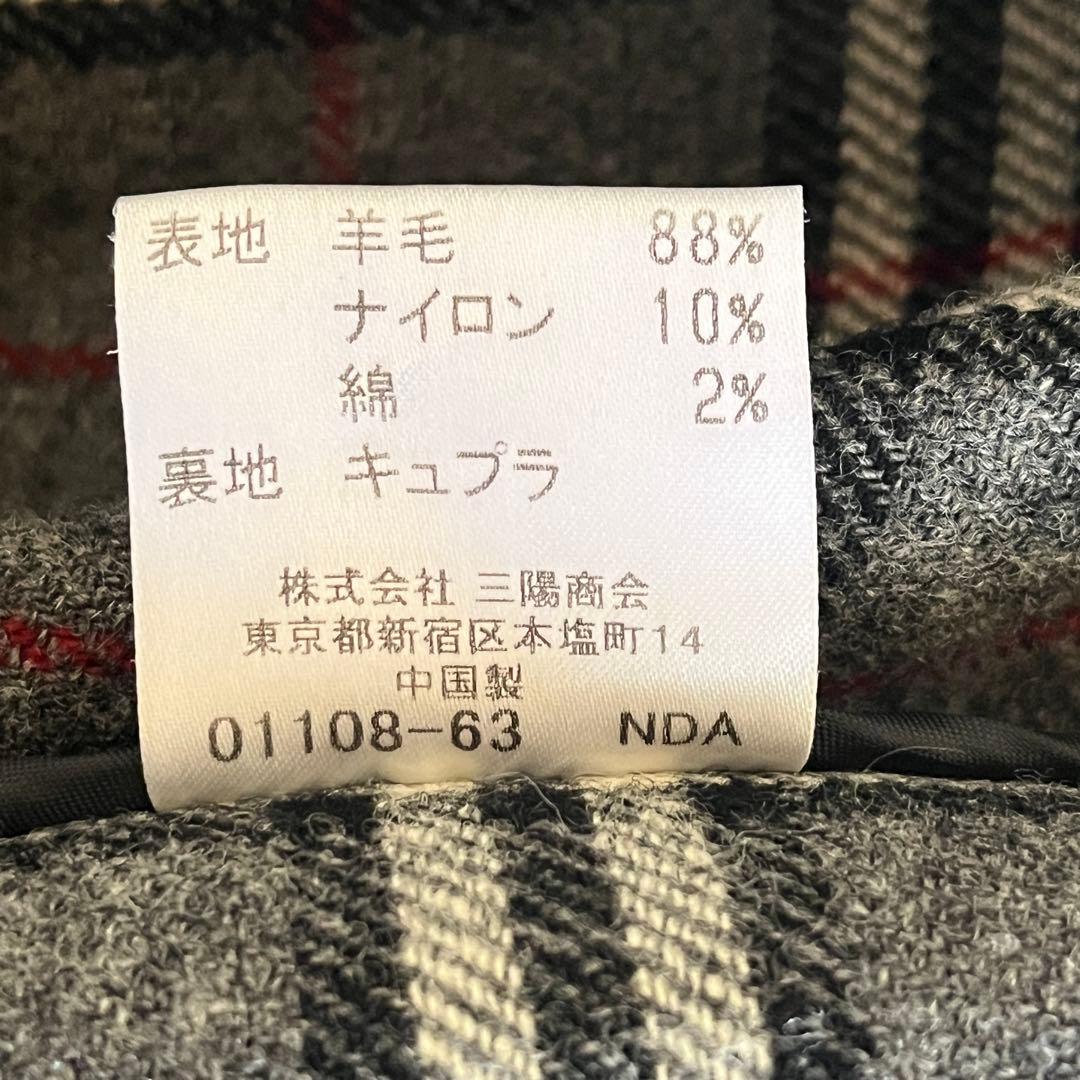 表地 羊毛 88%
ナイロン 10%
綿 2%
裏地 キュプラ
株式会社 三陽商会
東京都新宿区本塩町14
中国製
01108-63 NDA